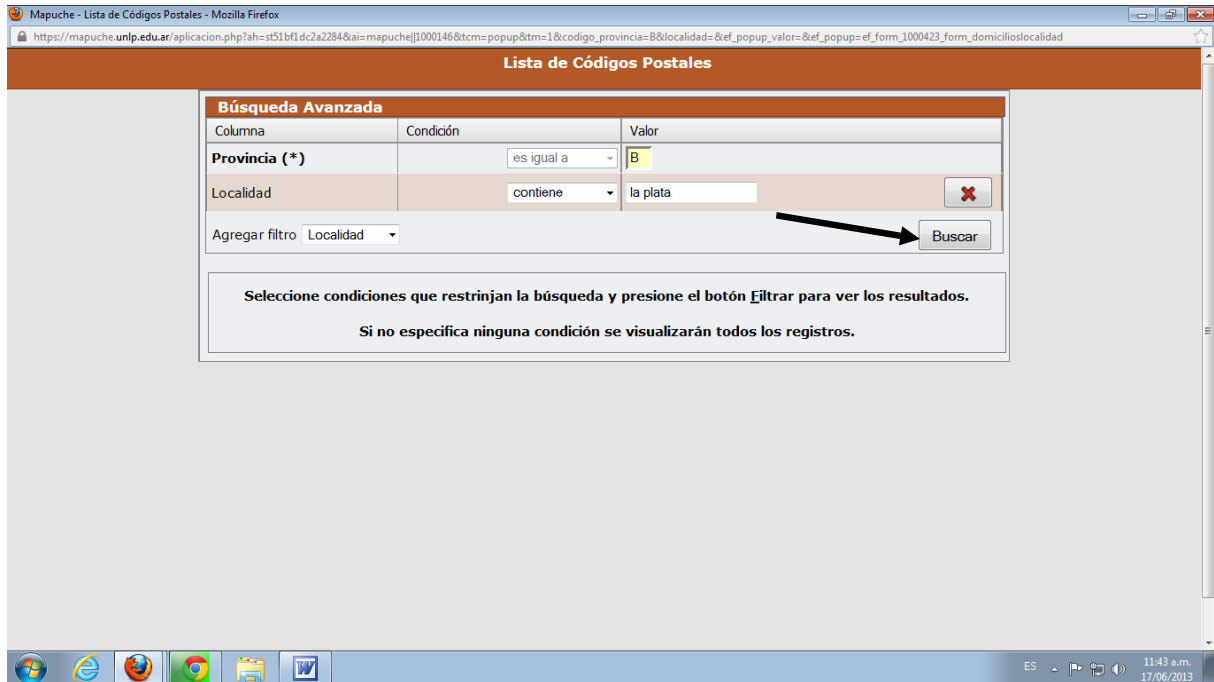 Mapuche - Lista de Códigos Postales - Mozilla Firefox
https://mapuche.unlp.edu.ar/aplicacion.php?ah=st51bf1dc2a2284&ai=mapuche||1000146&tcm=popup&tm=1&codigo_provincia=B&localidad=&ef_popup_valor=&ef_popup=ef_form_1000423_form_domicilioslocalidad
Lista de Códigos Postales
Búsqueda Avanzada
Columna Condición Valor
Provincia (*) es igual a B
Localidad contiene la plata
Agregar filtro Localidad Buscar
Seleccione condiciones que restrinjan la búsqueda y presione el botón Filtrar para ver los resultados.
Si no especifica ninguna condición se visualizarán todos los registros.
ES 11:43 a.m.
17/06/2013